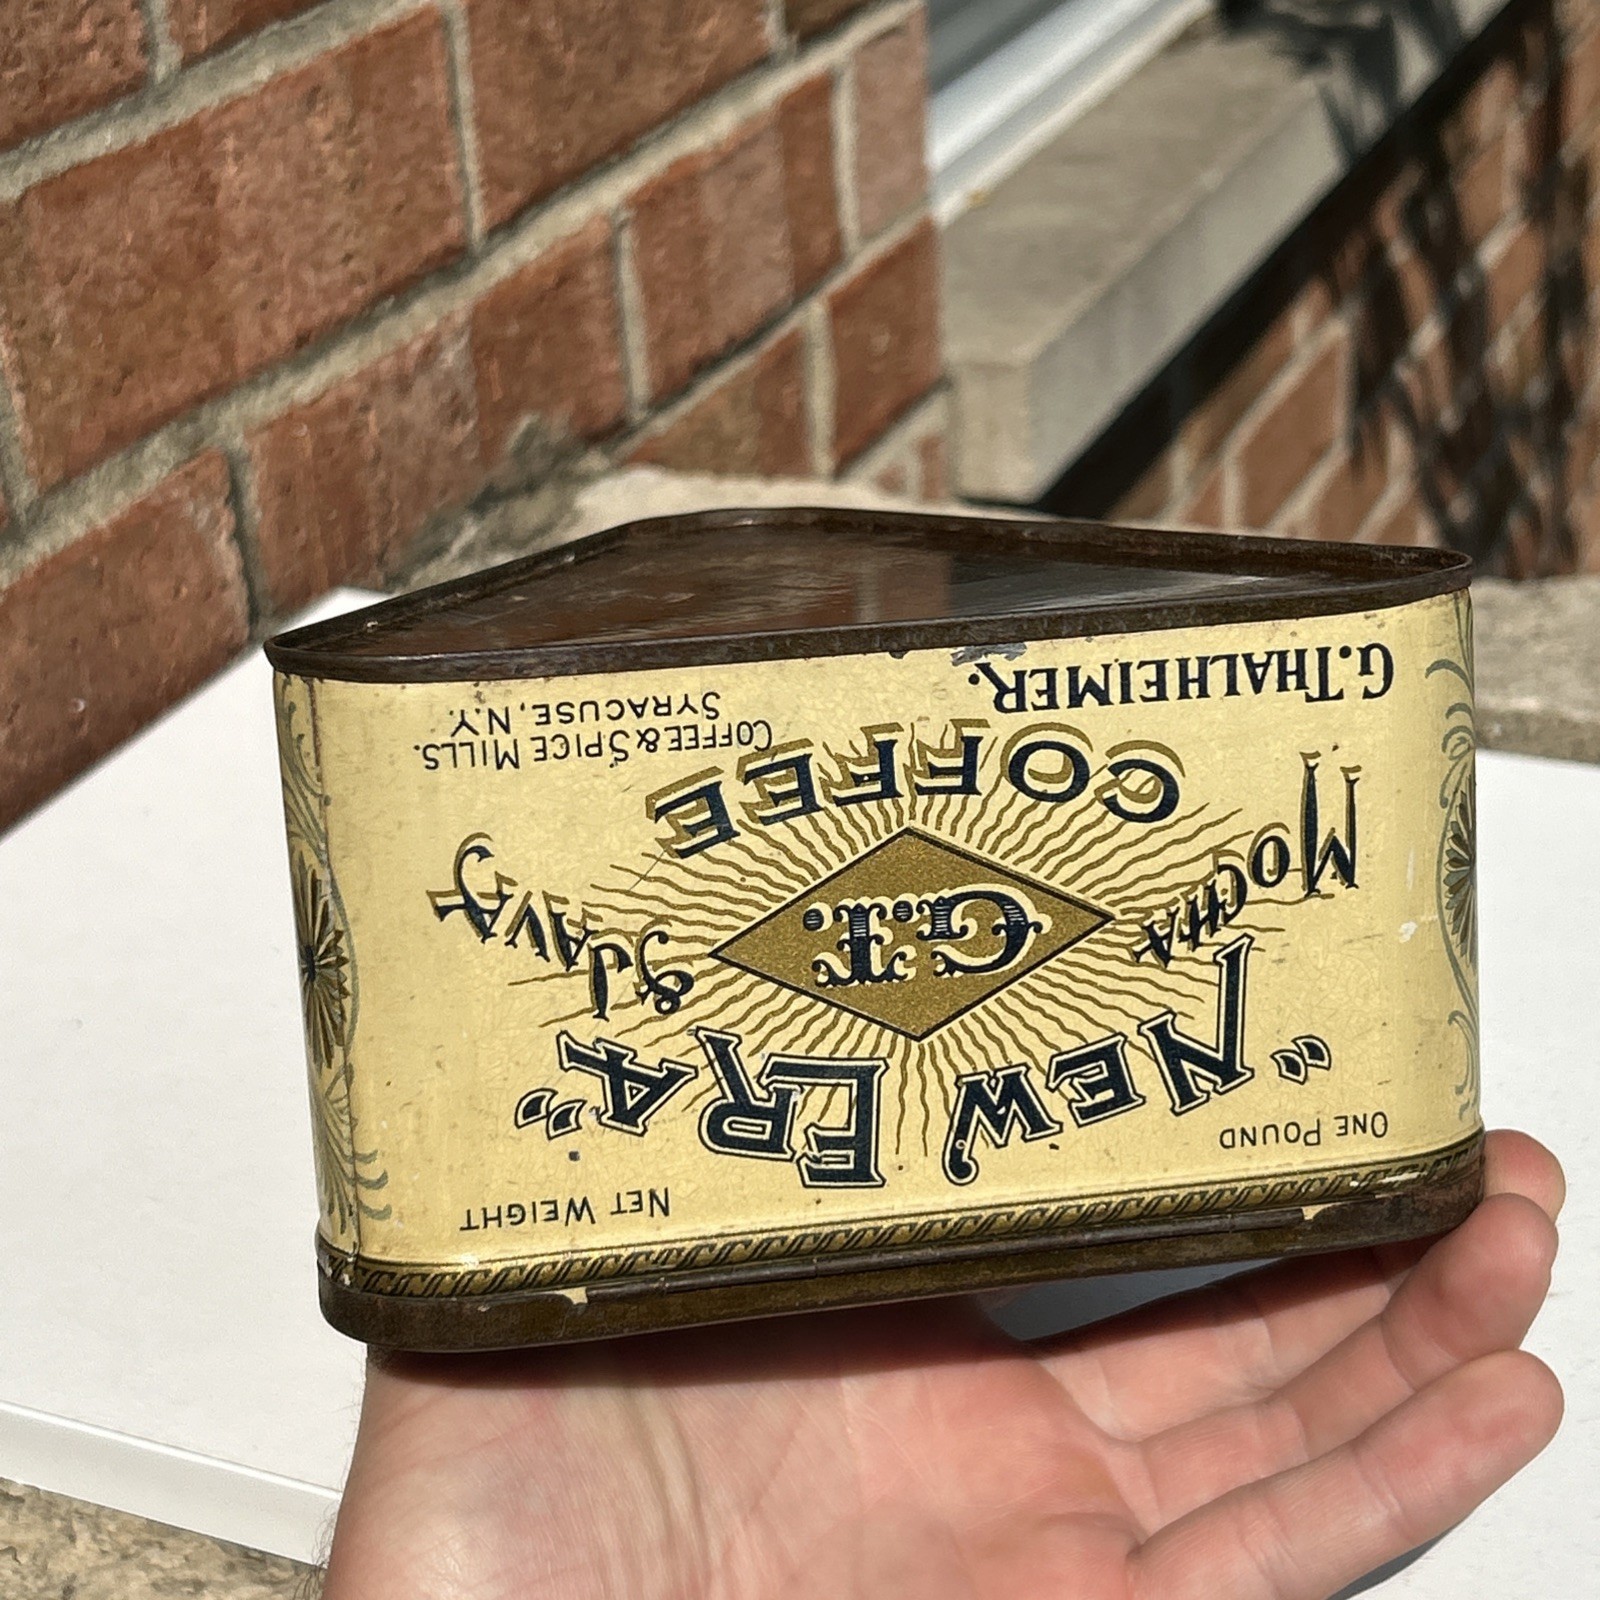 NET WEIGHT
ONE POUND
"NEW ERA"
MOCHA
& JAVA
G.T.
COFFEE
G. THALHEIMER.
COFFEE & SPICE MILLS.
SYRACUSE, N.Y.